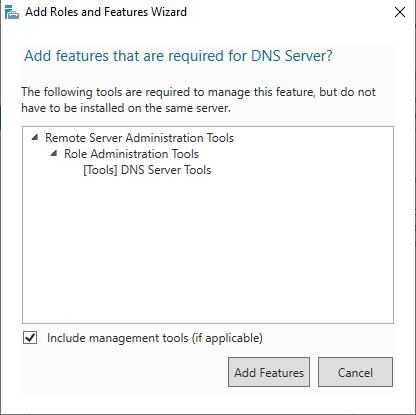 Add Roles and Features Wizard
Add features that are required for DNS Server?
The following tools are required to manage this feature, but do not
have to be installed on the same server.
Remote Server Administration Tools
Role Administration Tools
[Tools] DNS Server Tools
Include management tools (if applicable)
Add Features
Cancel